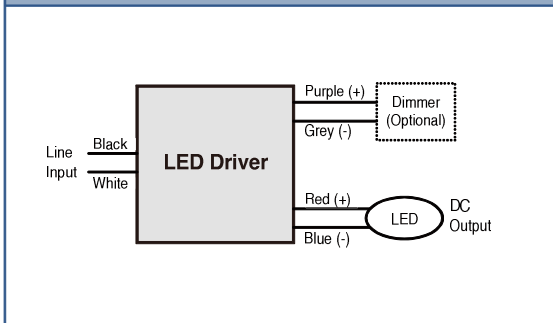 Purple (+)
Dimmer
(Optional)
Grey (-)
Line
Input
Black
White
LED Driver
Red (+)
LED
Blue (-)
DC
Output